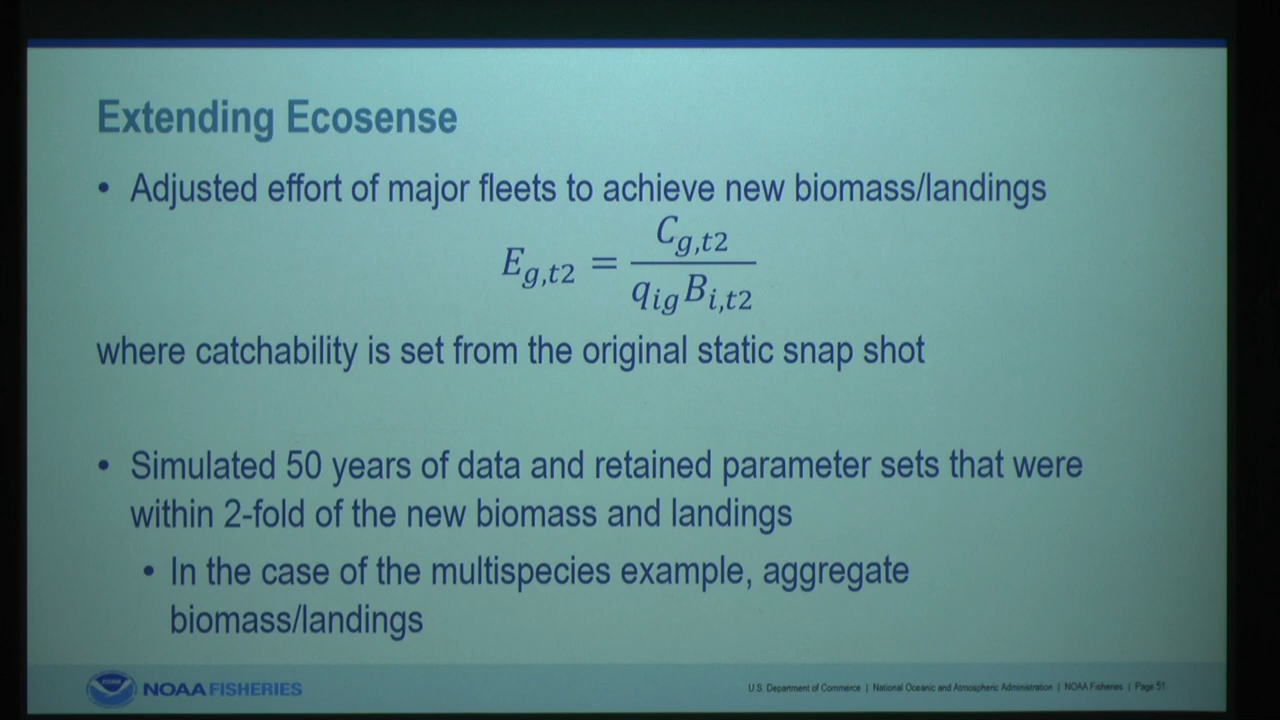 Extending Ecosense
• Adjusted effort of major fleets to achieve new biomass/landings
E_{g,t2} = \frac{C_{g,t2}}{q_{ig}B_{i,t2}}
where catchability is set from the original static snap shot
• Simulated 50 years of data and retained parameter sets that were
within 2-fold of the new biomass and landings
• In the case of the multispecies example, aggregate
biomass/landings
NOAA FISHERIES
U.S. Department of Commerce | National Oceanic and Atmospheric Administration | NOAA Fisheries | Page 51